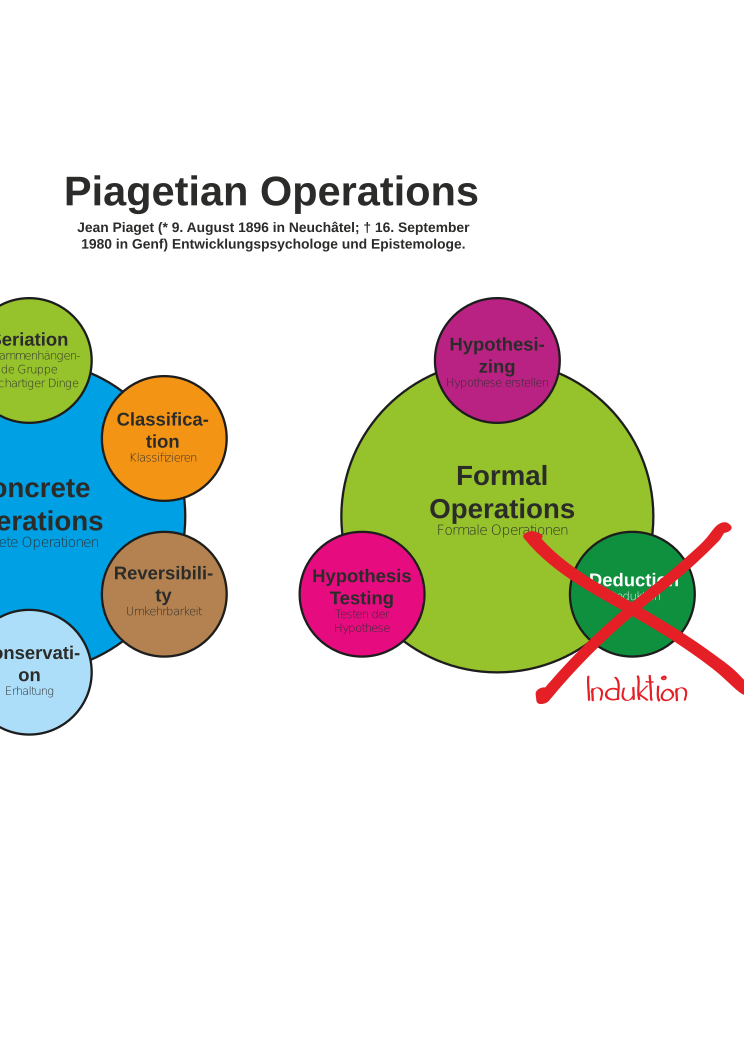 Piagetian Operations
Jean Piaget (* 9. August 1896 in Neuchâtel; † 16. September
1980 in Genf) Entwicklungspsychologe und Epistemologe.
Seriation
ammenhängen-
de Gruppe
chartiger Dinge
Classifica-
tion
Klassifizieren
oncrete
erations
ete Operationen
Reversibili-
ty
Umkehrbarkeit
onservati-
on
Erhaltung
Hypothesi-
zing
Hypothese erstellen
Formal
Operations
Formale Operationen
Hypothesis
Testing
Testen der
Hypothese
Deduction
Induktion